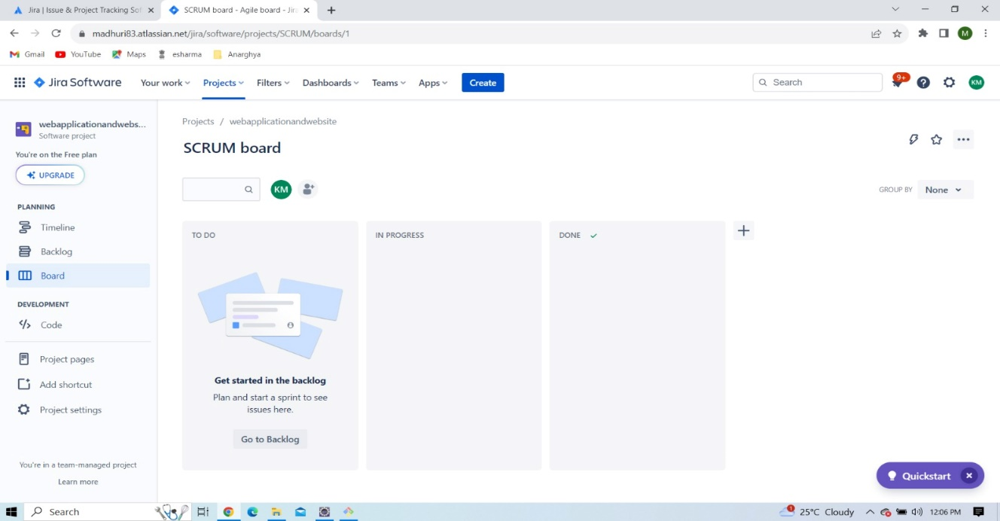 Jira | Issue & Project Tracking Sof
SCRUM board - Agile board - Jira
madhuri83.atlassian.net/jira/software/projects/SCRUM/boards/1
M
Gmail YouTube Maps esharma Anarghya
Jira Software Your work Projects Filters Dashboards Teams Apps Create Search 9+ KM
webapplicationandwebs...
Software project
You're on the Free plan
UPGRADE
PLANNING
Timeline
Backlog
Board
DEVELOPMENT
Code
Project pages
Add shortcut
Project settings
You're in a team-managed project
Learn more
Projects / webapplicationandwebsite
SCRUM board
KM
GROUP BY None
TO DO
IN PROGRESS
DONE
Get started in the backlog
Plan and start a sprint to see
issues here.
Go to Backlog
Quickstart
Search
1
25°C Cloudy
12:06 PM